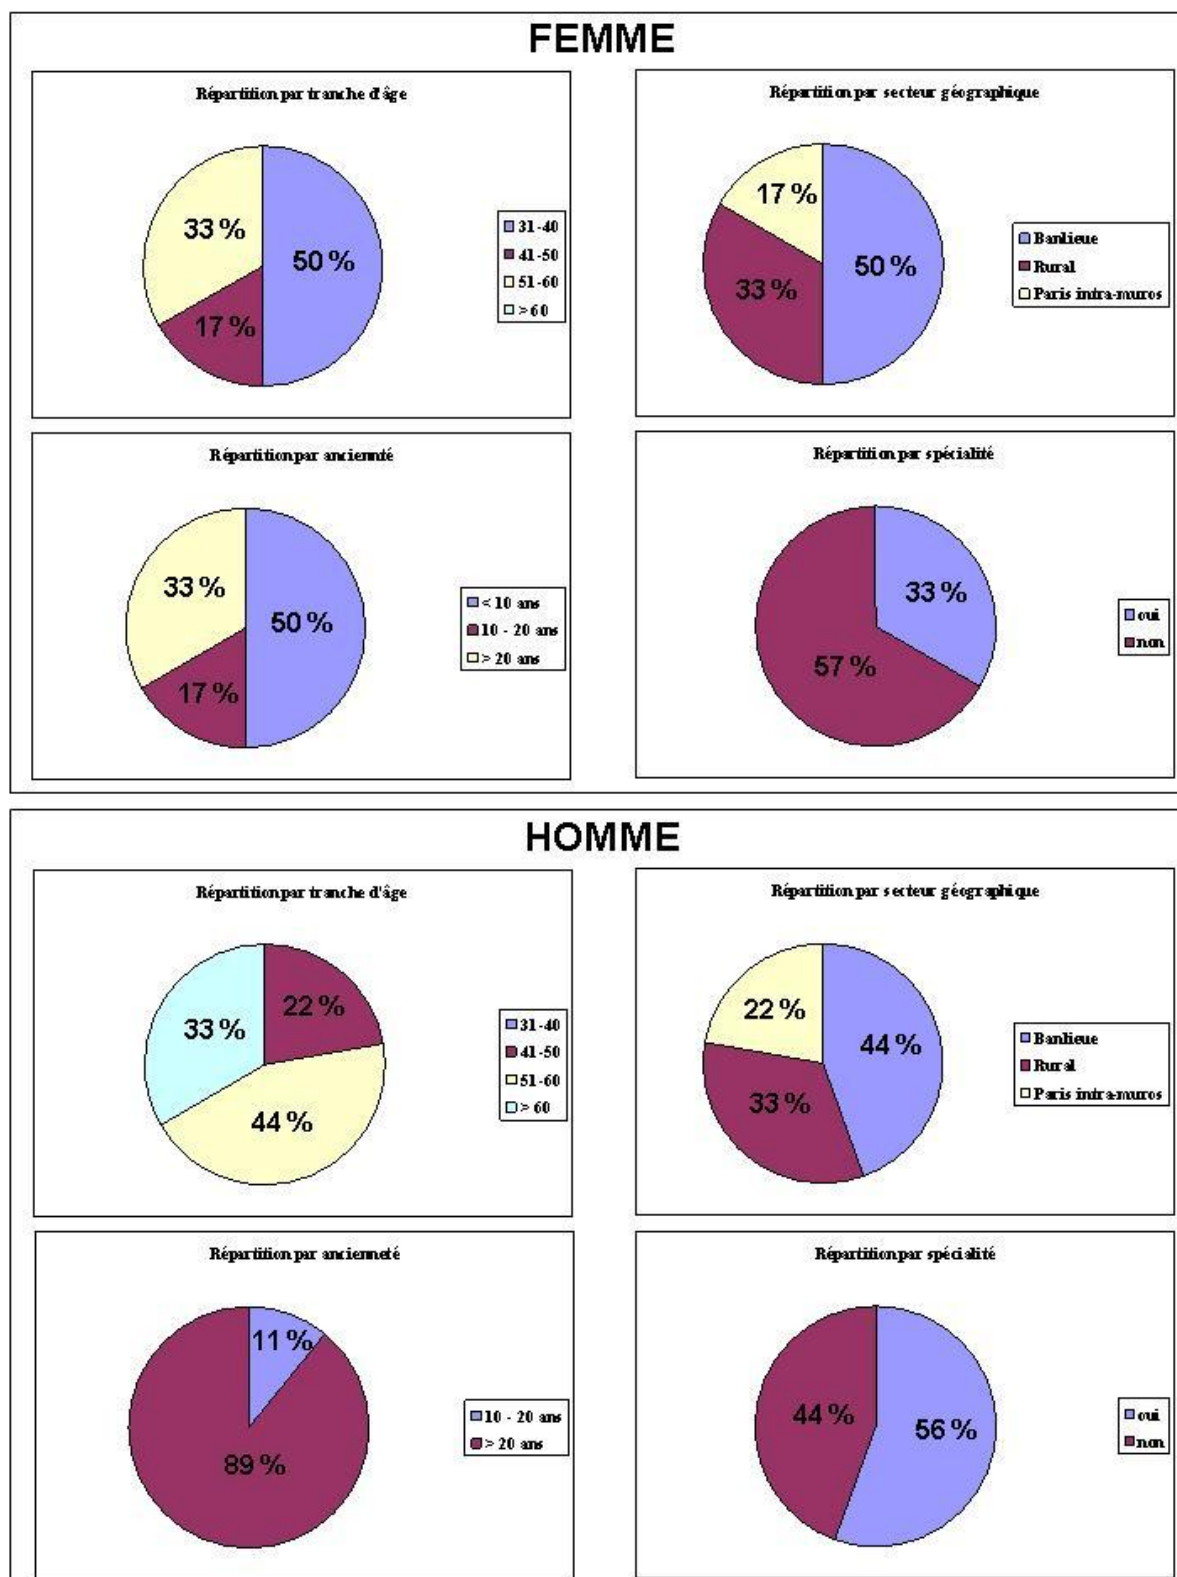 FEMME
Répartition par tranche d'âge
33 %
50 %
17 %
31-40
41-50
51-60
> 60
Répartition par secteur géographique
17 %
50 %
33 %
Banlieue
Rural
Paris intra-muros
Répartition par anciennté
33 %
50 %
17 %
< 10 ans
10 - 20 ans
> 20 ans
Répartition par spécialité
33 %
57 %
oui
non
HOMME
Répartition par tranche d'âge
22 %
33 %
44 %
31-40
41-50
51-60
> 60
Répartition par secteur géographique
22 %
44 %
33 %
Banlieue
Rural
Paris intra-muros
Répartition par ancienneté
11 %
89 %
10 - 20 ans
> 20 ans
Répartition par spécialité
44 %
56 %
oui
non